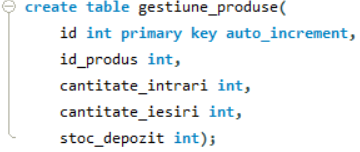 create table gestiune_produse(
id int primary key auto_increment,
id_produs int,
cantitate_intrari int,
cantitate_iesiri int,
stoc_depozit int);